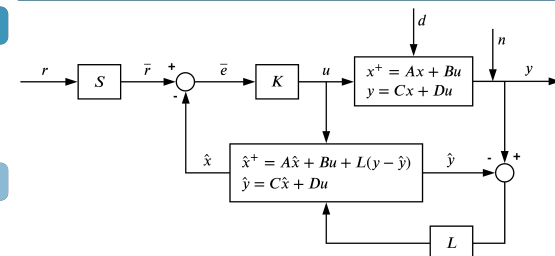 d
n
r
S
r̅
+
-
e̅
K
u
x⁺ = Ax + Bu
y = Cx + Du
y
x̂
x̂⁺ = Ax̂ + Bu + L(y − ŷ)
ŷ = Cx̂ + Du
ŷ
-
+
L